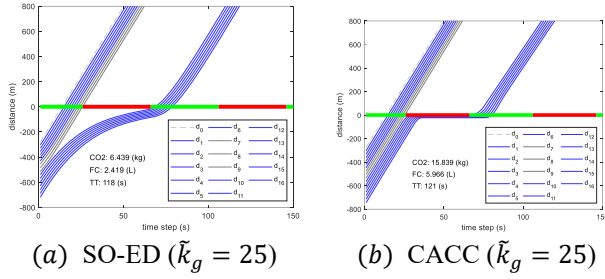 (a)
800
600
400
200
0
-200
-400
-600
-800
distance (m)
0 50 100 150
time step (s)
CO2: 6.439 (kg)
FC: 2.419 (L)
TT: 118 (s)
d0 d6 d12
d1 d7 d13
d2 d8 d14
d3 d9 d15
d4 d10 d16
d5 d11
(a) SO-ED (k̃g = 25)
(b)
800
600
400
200
0
-200
-400
-600
-800
distance (m)
0 50 100 150
time step (s)
CO2: 15.839 (kg)
FC: 5.966 (L)
TT: 121 (s)
d0 d6 d12
d1 d7 d13
d2 d8 d14
d3 d9 d15
d4 d10 d16
d5 d11
(b) CACC (k̃g = 25)